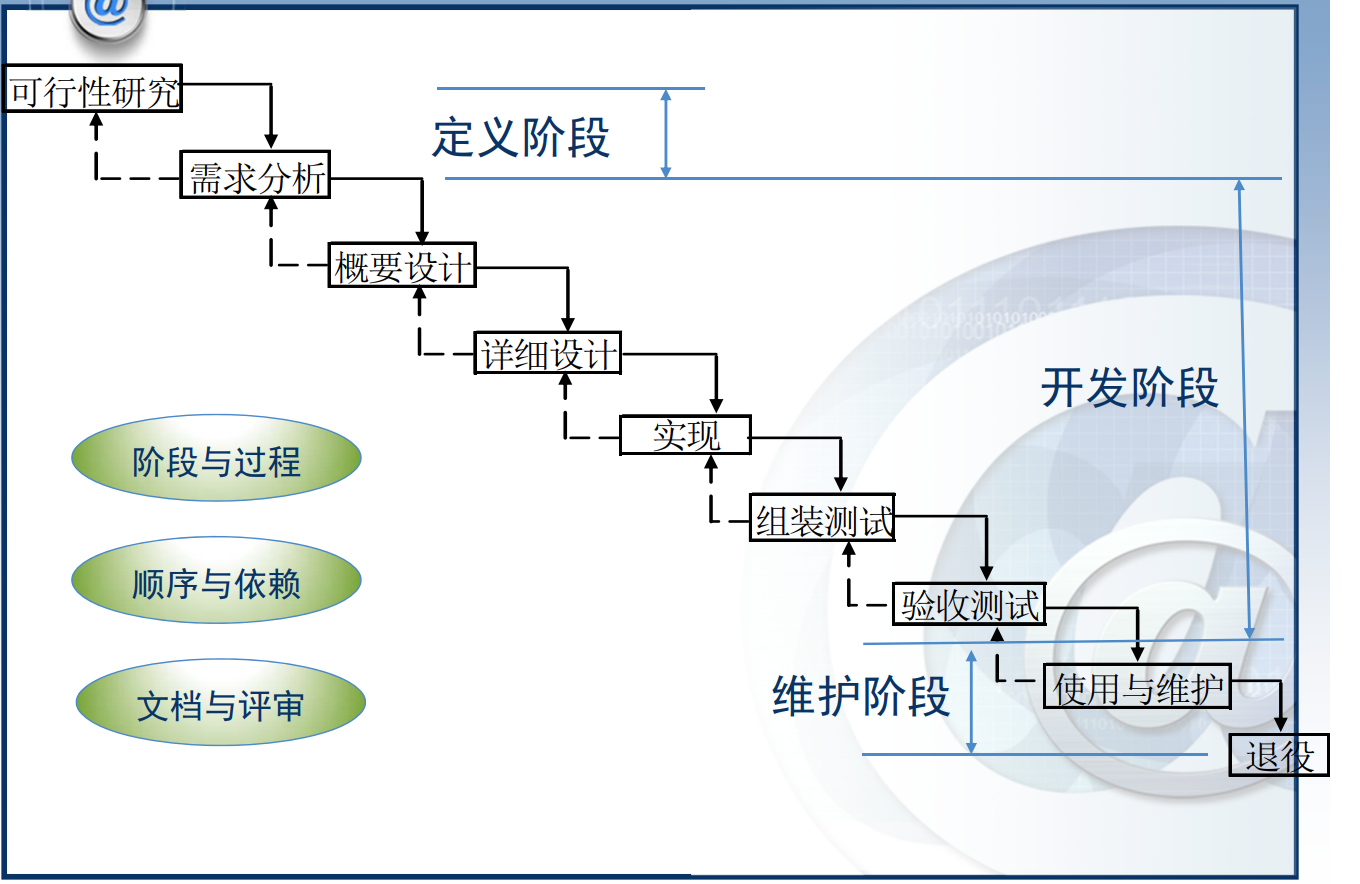 可行性研究
定义阶段
需求分析
概要设计
详细设计
开发阶段
实现
阶段与过程
组装测试
顺序与依赖
验收测试
维护阶段
使用与维护
文档与评审
退役